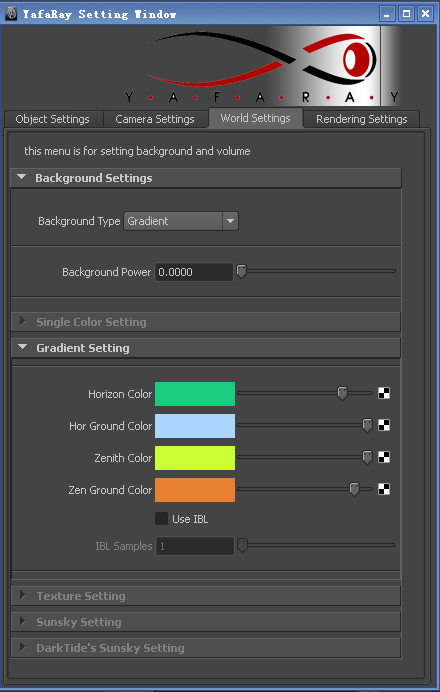 YafaRay Setting Window
Y·A·F·A·R·A·Y
Object Settings Camera Settings World Settings Rendering Settings
this menu is for setting background and volume
Background Settings
Background Type Gradient
Background Power 0.0000
Single Color Setting
Gradient Setting
Horizon Color
Hor Ground Color
Zenith Color
Zen Ground Color
Use IBL
IBL Samples 1
Texture Setting
Sunsky Setting
DarkTide's Sunsky Setting